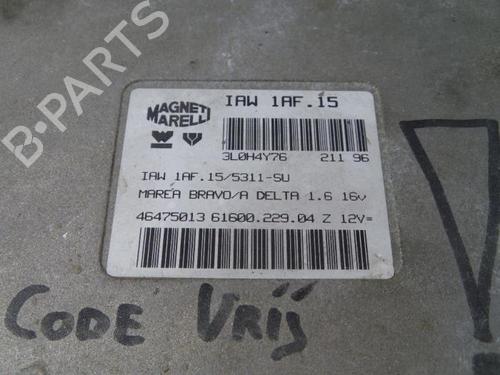 B-PARTS
MAGNETI
MARELLI
IAW 1AF.15
3L0H4Y76 211 96
IAW 1AF.15/5311-SU
MAREA BRAVO/A DELTA 1.6 16v
46475013 61600.229.04 Z 12V=
CODE VRIJ
!